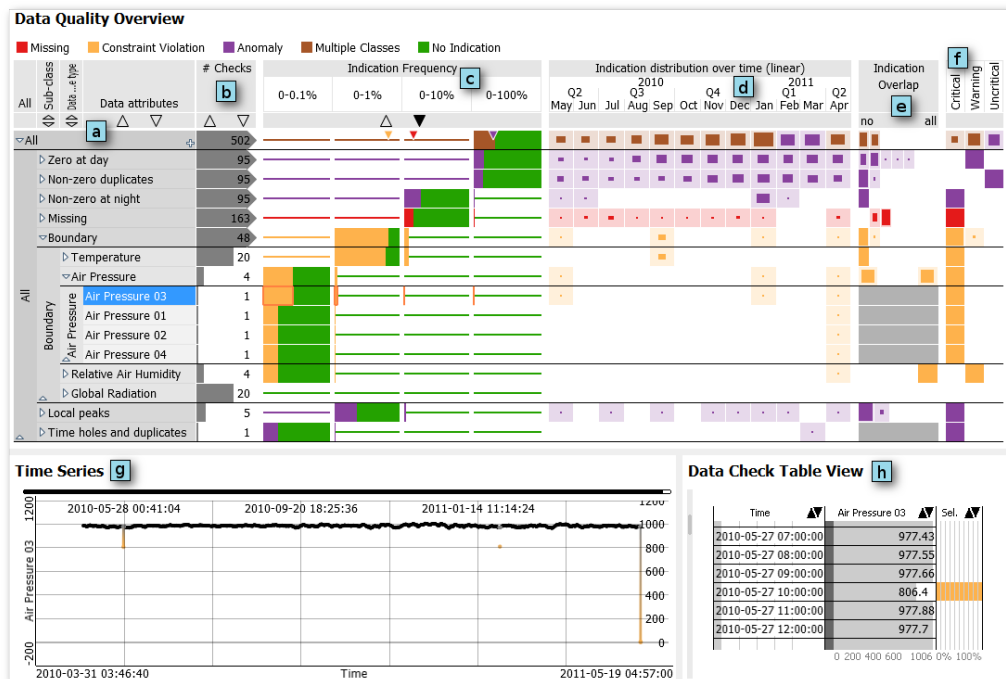 Data Quality Overview
Missing Constraint Violation Anomaly Multiple Classes No Indication
All Sub-class Data ...e type Data attributes # Checks Indication Frequency Indication distribution over time (linear) Indication Overlap Critical Warning Uncritical
a b c d e f
0-0.1% 0-1% 0-10% 0-100%
2010 2011
Q2 Q3 Q4 Q1 Q2
May Jun Jul Aug Sep Oct Nov Dec Jan Feb Mar Apr
no all
All 502
Zero at day 95
Non-zero duplicates 95
Non-zero at night 95
Missing 163
Boundary 48
Temperature 20
Air Pressure 4
Air Pressure 03 1
Air Pressure 01 1
Air Pressure 02 1
Air Pressure 04 1
Relative Air Humidity 4
Global Radiation 20
Local peaks 5
Time holes and duplicates 1
All
Boundary
Air Pressure
Time Series g
1200 1200
2010-05-28 00:41:04 2010-09-20 18:25:36 2011-01-14 11:14:24
1000
800
600
400
200
0
Air Pressure 03
-200
2010-03-31 03:46:40 Time 2011-05-19 04:57:00
Data Check Table View h
Time Air Pressure 03 Sel.
2010-05-27 07:00:00 977.43
2010-05-27 08:00:00 977.55
2010-05-27 09:00:00 977.66
2010-05-27 10:00:00 806.4
2010-05-27 11:00:00 977.88
2010-05-27 12:00:00 977.7
0 200 400 600 1006 0% 100%